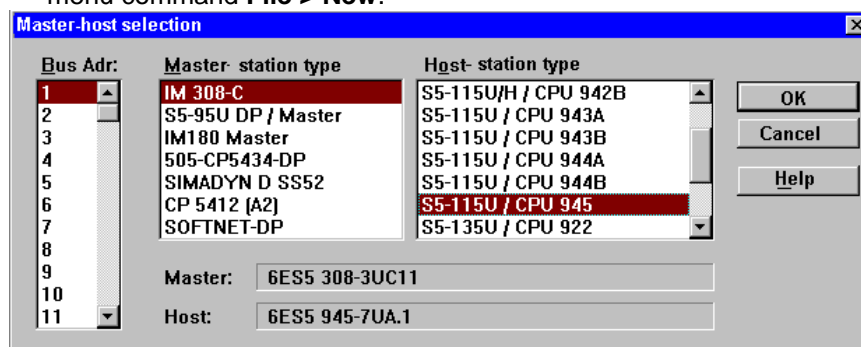 menu command File > New.
Master-host selection
Bus Adr:
1
2
3
4
5
6
7
8
9
10
11
Master- station type
IM 308-C
S5-95U DP / Master
IM180 Master
505-CP5434-DP
SIMADYN D SS52
CP 5412 (A2)
SOFTNET-DP
Host- station type
S5-115U/H / CPU 942B
S5-115U / CPU 943A
S5-115U / CPU 943B
S5-115U / CPU 944A
S5-115U / CPU 944B
S5-115U / CPU 945
S5-135U / CPU 922
OK
Cancel
Help
Master: 6ES5 308-3UC11
Host: 6ES5 945-7UA.1